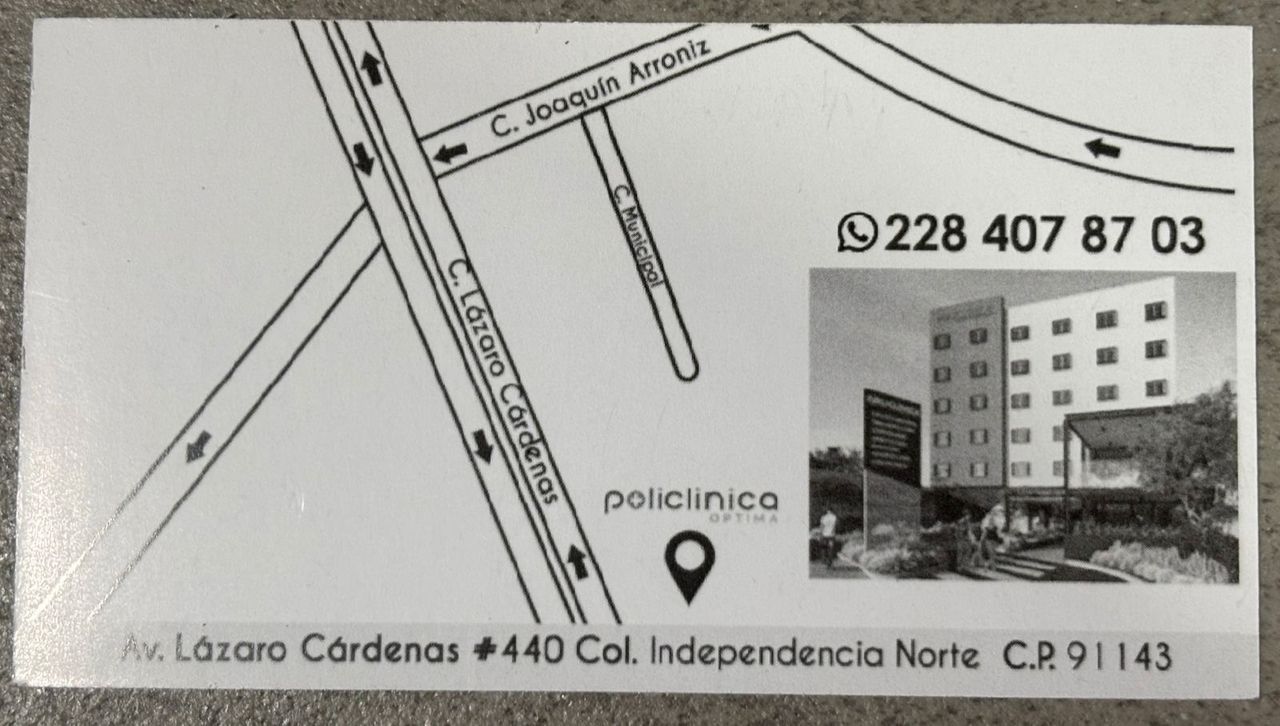 C. Joaquín Arroniz
C. Municipal
228 407 87 03
C. Lázaro Cárdenas
policlinica
OPTIMA
Av. Lázaro Cárdenas #440 Col. Independencia Norte C.P. 91143